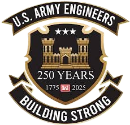 U.S. ARMY ENGINEERS
250 YEARS
1775 2025
BUILDING STRONG